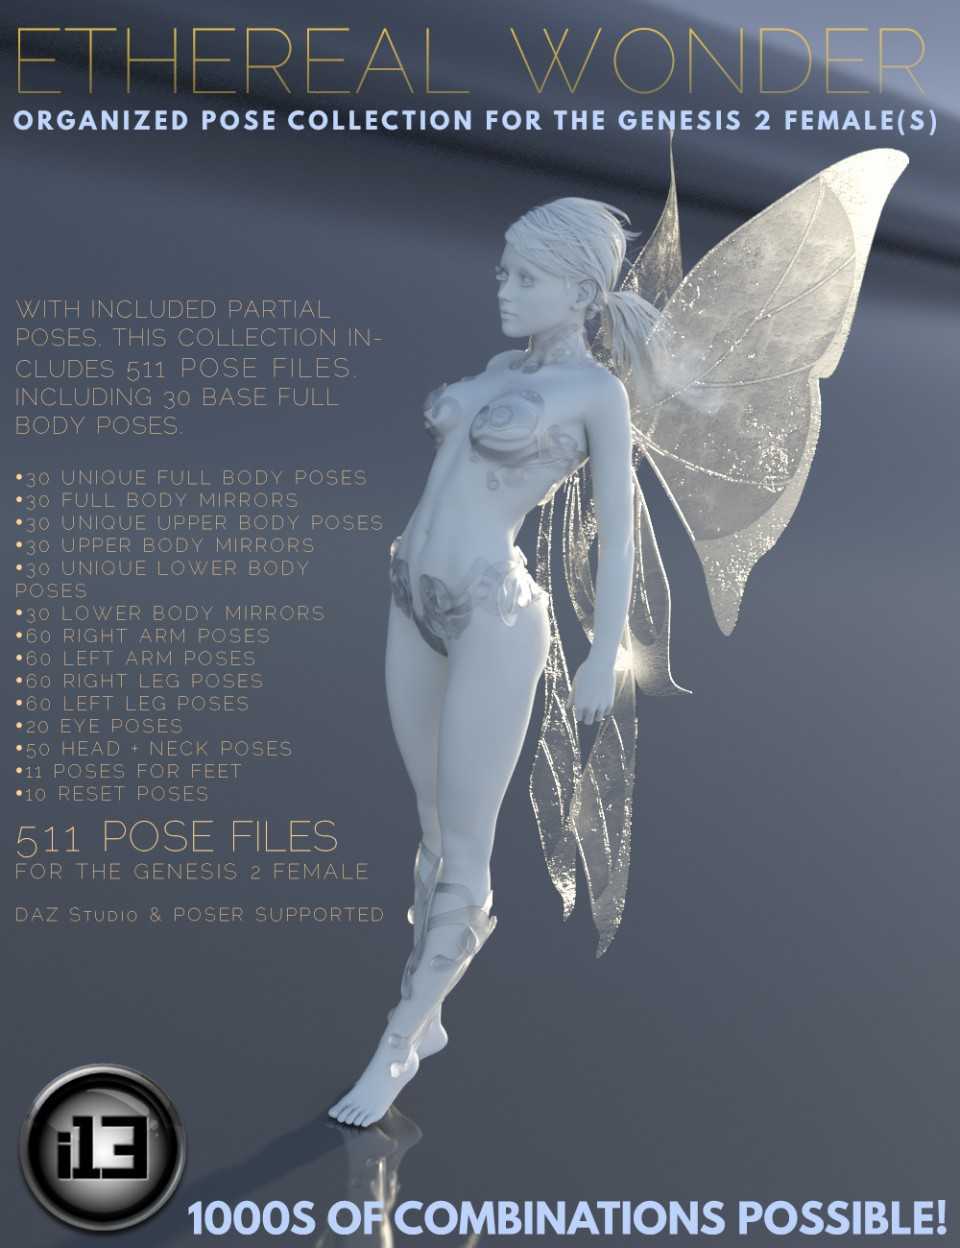 ETHEREAL WONDER
ORGANIZED POSE COLLECTION FOR THE GENESIS 2 FEMALE(S)
WITH INCLUDED PARTIAL
POSES. THIS COLLECTION IN-
CLUDES 511 POSE FILES.
INCLUDING 30 BASE FULL
BODY POSES.
•30 UNIQUE FULL BODY POSES
•30 FULL BODY MIRRORS
•30 UNIQUE UPPER BODY POSES
•30 UPPER BODY MIRRORS
•30 UNIQUE LOWER BODY
POSES
•30 LOWER BODY MIRRORS
•60 RIGHT ARM POSES
•60 LEFT ARM POSES
•60 RIGHT LEG POSES
•60 LEFT LEG POSES
•20 EYE POSES
•50 HEAD + NECK POSES
•11 POSES FOR FEET
•10 RESET POSES
511 POSE FILES
FOR THE GENESIS 2 FEMALE
DAZ STUDIO & POSER SUPPORTED
i13
1000S OF COMBINATIONS POSSIBLE!